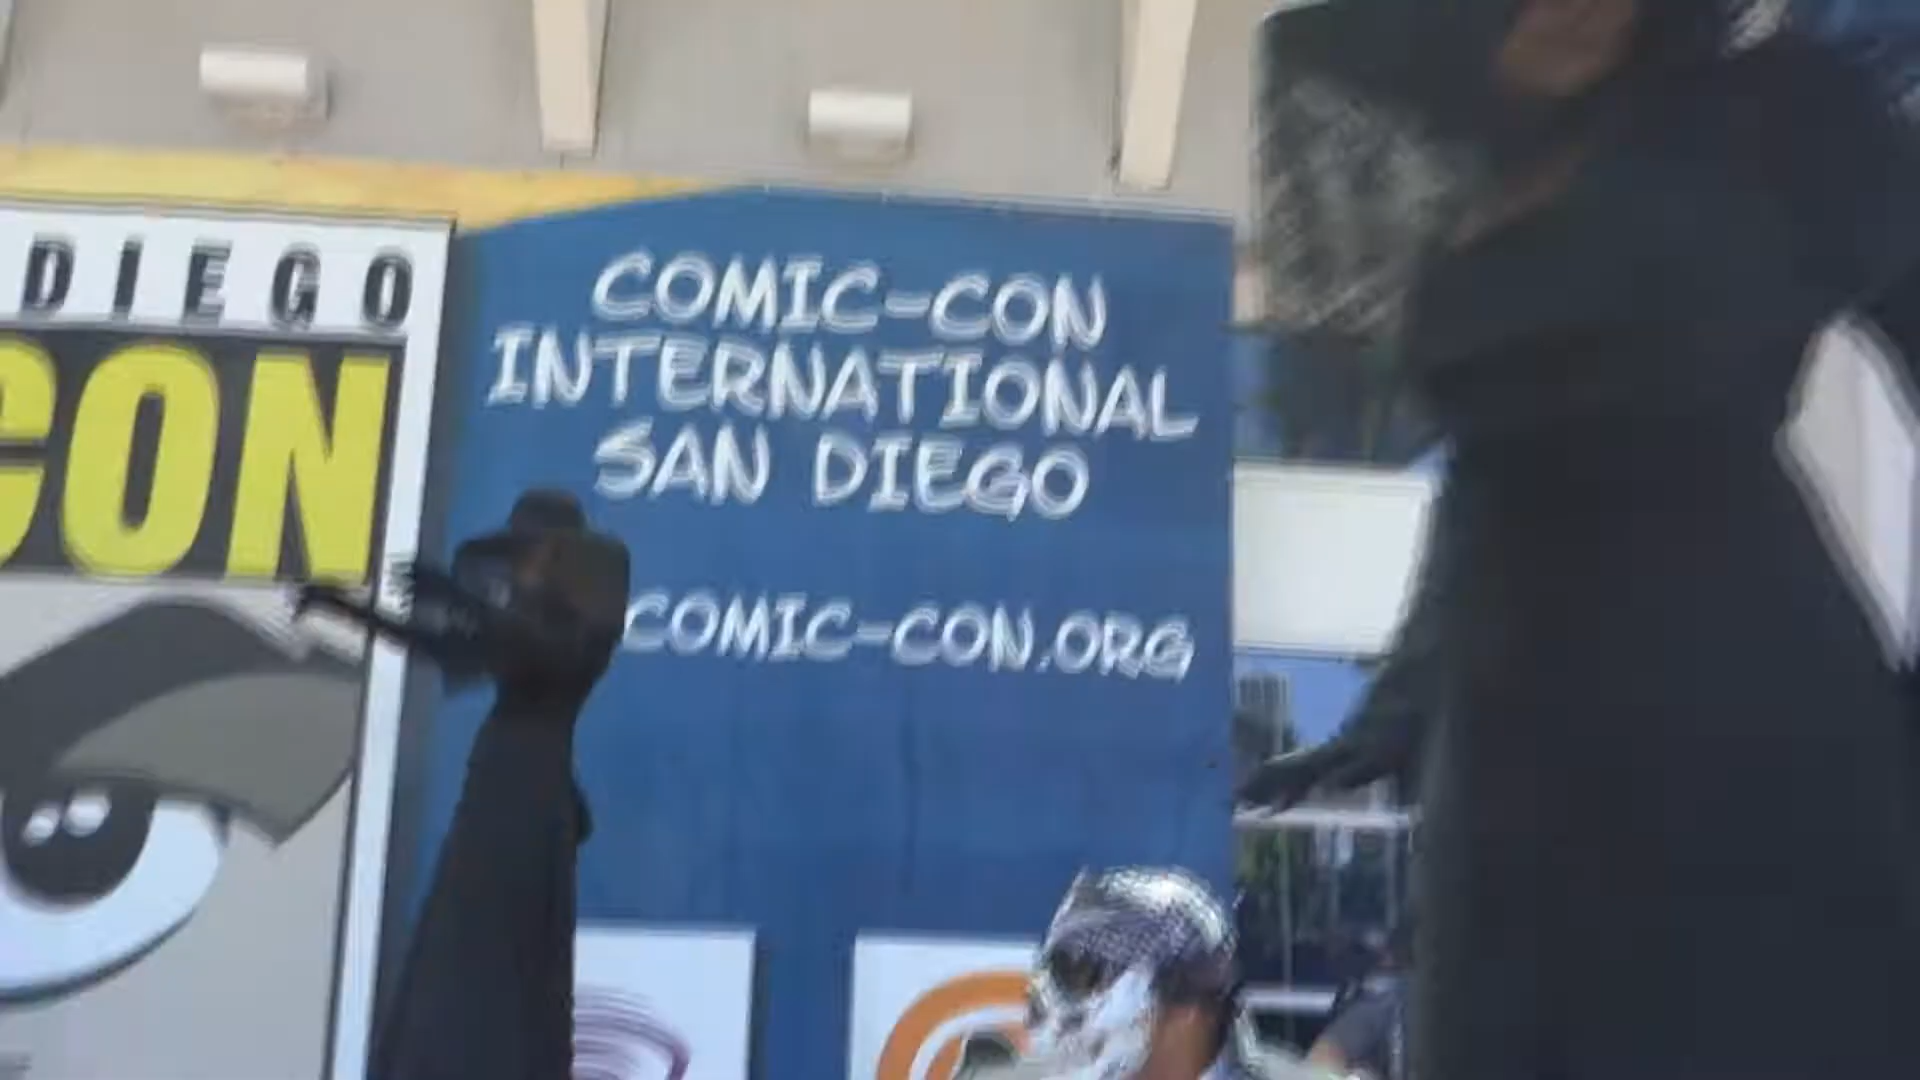 DIEGO
CON
COMIC-CON
INTERNATIONAL
SAN DIEGO
COMIC-CON.ORG